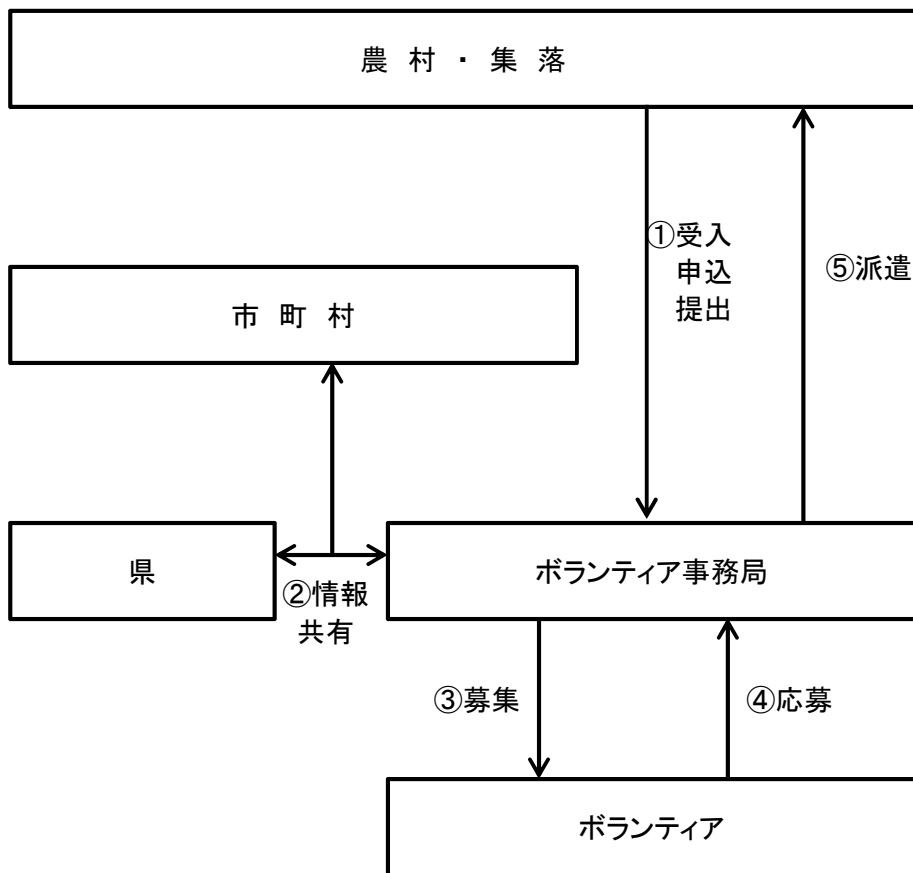 農 村 ・ 集 落
①受入
申込
提出
⑤派遣
市 町 村
県
②情報
共有
ボランティア事務局
③募集
④応募
ボランティア